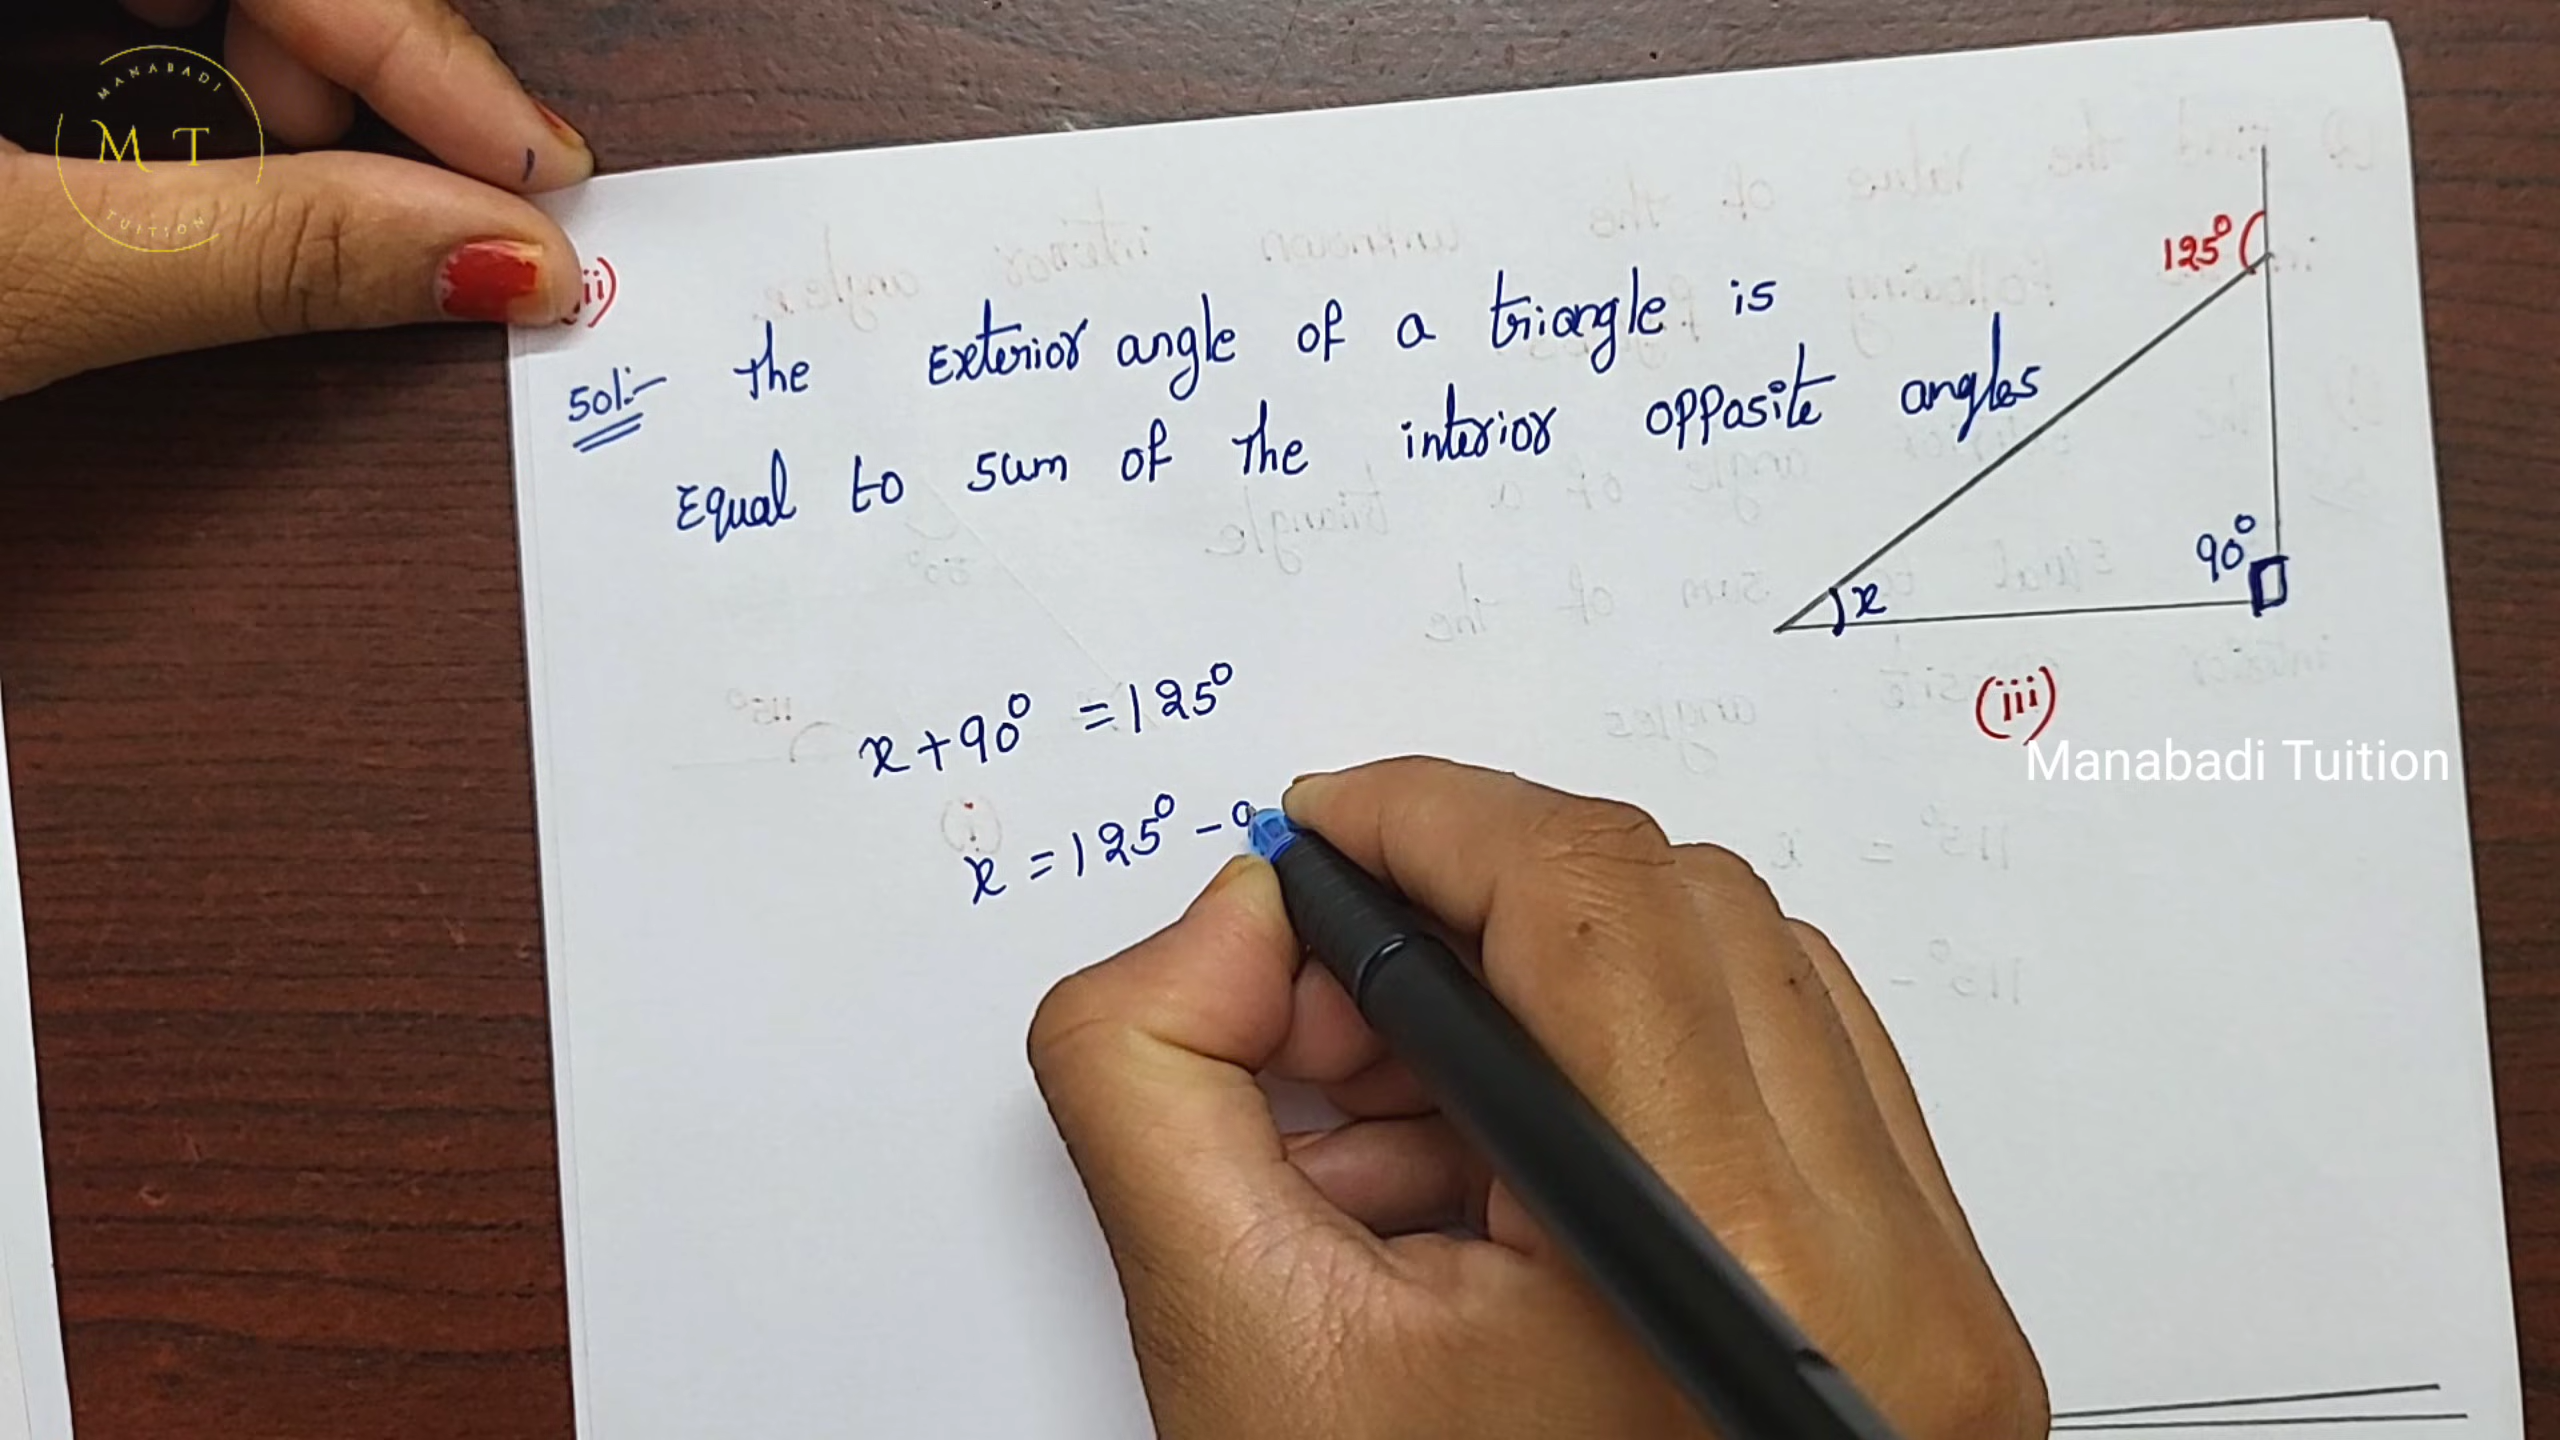 MANABADI
M T
TUITION
ii)
Sol:- The Exterior angle of a triangle is
Equal to sum of the interior opposite angles
125°
90°
x
(iii)
Manabadi Tuition
x + 90° = 125°
x = 125° - 9